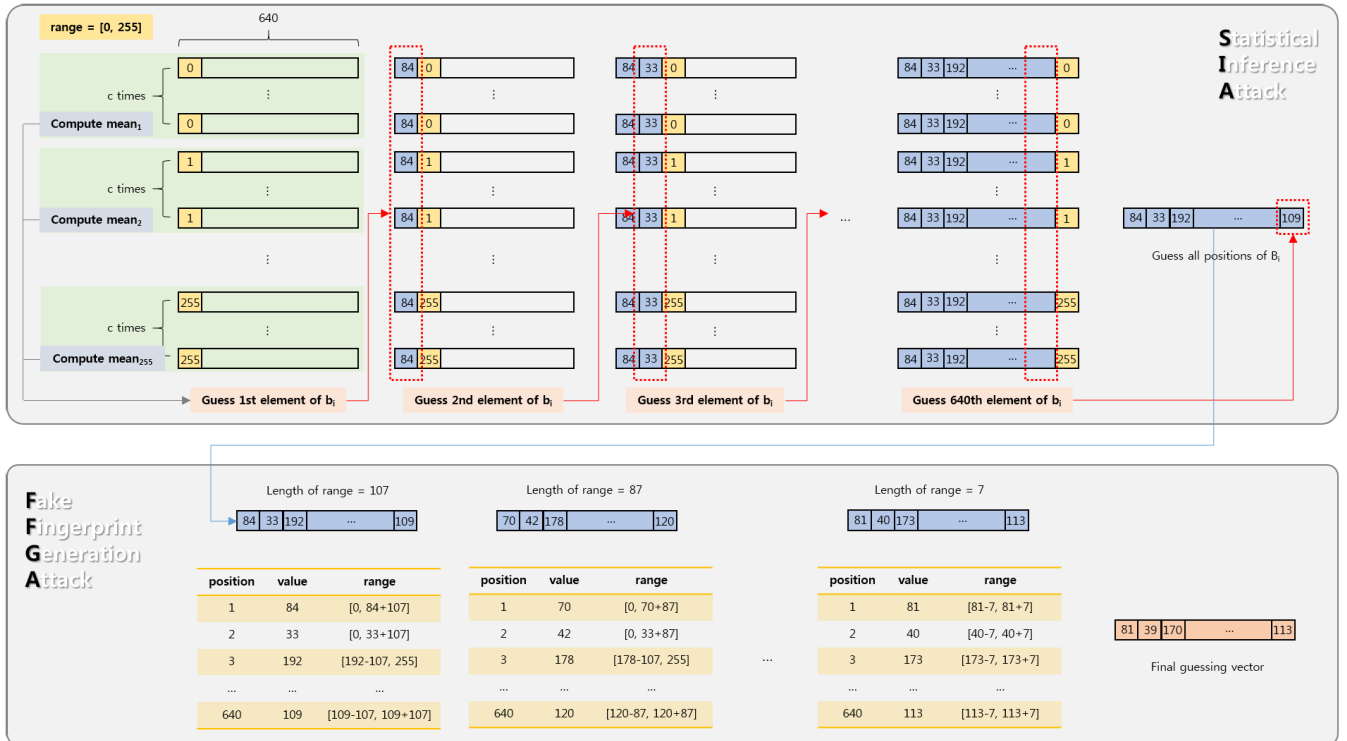 range = [0, 255]
640
Statistical
Inference
Attack
0
84 0
84 33 0
84 33 192 ... 0
c times
⋮ ⋮ ⋮ ⋮
Compute mean1
0
84 0
84 33 0
84 33 192 ... 0
1
84 1
84 33 1
84 33 192 ... 1
c times
⋮ ⋮ ⋮ ⋮
Compute mean2
1
84 1
84 33 1
...
84 33 192 ... 1
84 33 192 ... 109
Guess all positions of Bi
⋮ ⋮ ⋮ ⋮
255
84 255
84 33 255
84 33 192 ... 255
c times
⋮ ⋮ ⋮ ⋮
Compute mean255
255
84 255
84 33 255
84 33 192 ... 255
Guess 1st element of bi
Guess 2nd element of bi
Guess 3rd element of bi
Guess 640th element of bi
Fake
Fingerprint
Generation
Attack
Length of range = 107
84 33 192 ... 109
position value range
1 84 [0, 84+107]
2 33 [0, 33+107]
3 192 [192-107, 255]
... ... ...
640 109 [109-107, 109+107]
Length of range = 87
70 42 178 ... 120
position value range
1 70 [0, 70+87]
2 42 [0, 33+87]
3 178 [178-107, 255]
... ... ...
640 120 [120-87, 120+87]
...
Length of range = 7
81 40 173 ... 113
position value range
1 81 [81-7, 81+7]
2 40 [40-7, 40+7]
3 173 [173-7, 173+7]
... ... ...
640 113 [113-7, 113+7]
81 39 170 ... 113
Final guessing vector